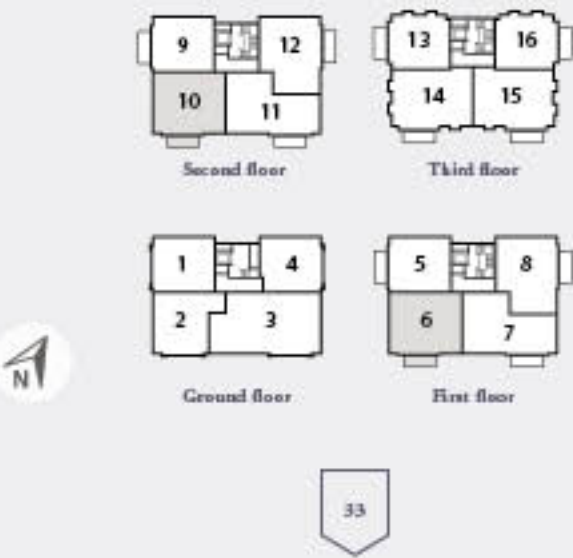 9 12 13 16
10 11 14 15
Second floor Third floor
1 4 5 8
2 3 6 7
N
Ground floor First floor
33